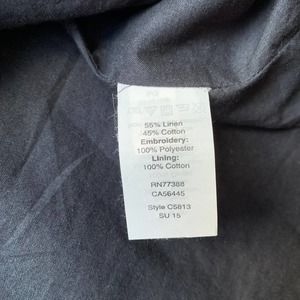 55% Linen
45% Cotton
Embroidery:
100% Polyester
Lining:
100% Cotton
RN77388
CA56445
Style C5813
SU 15